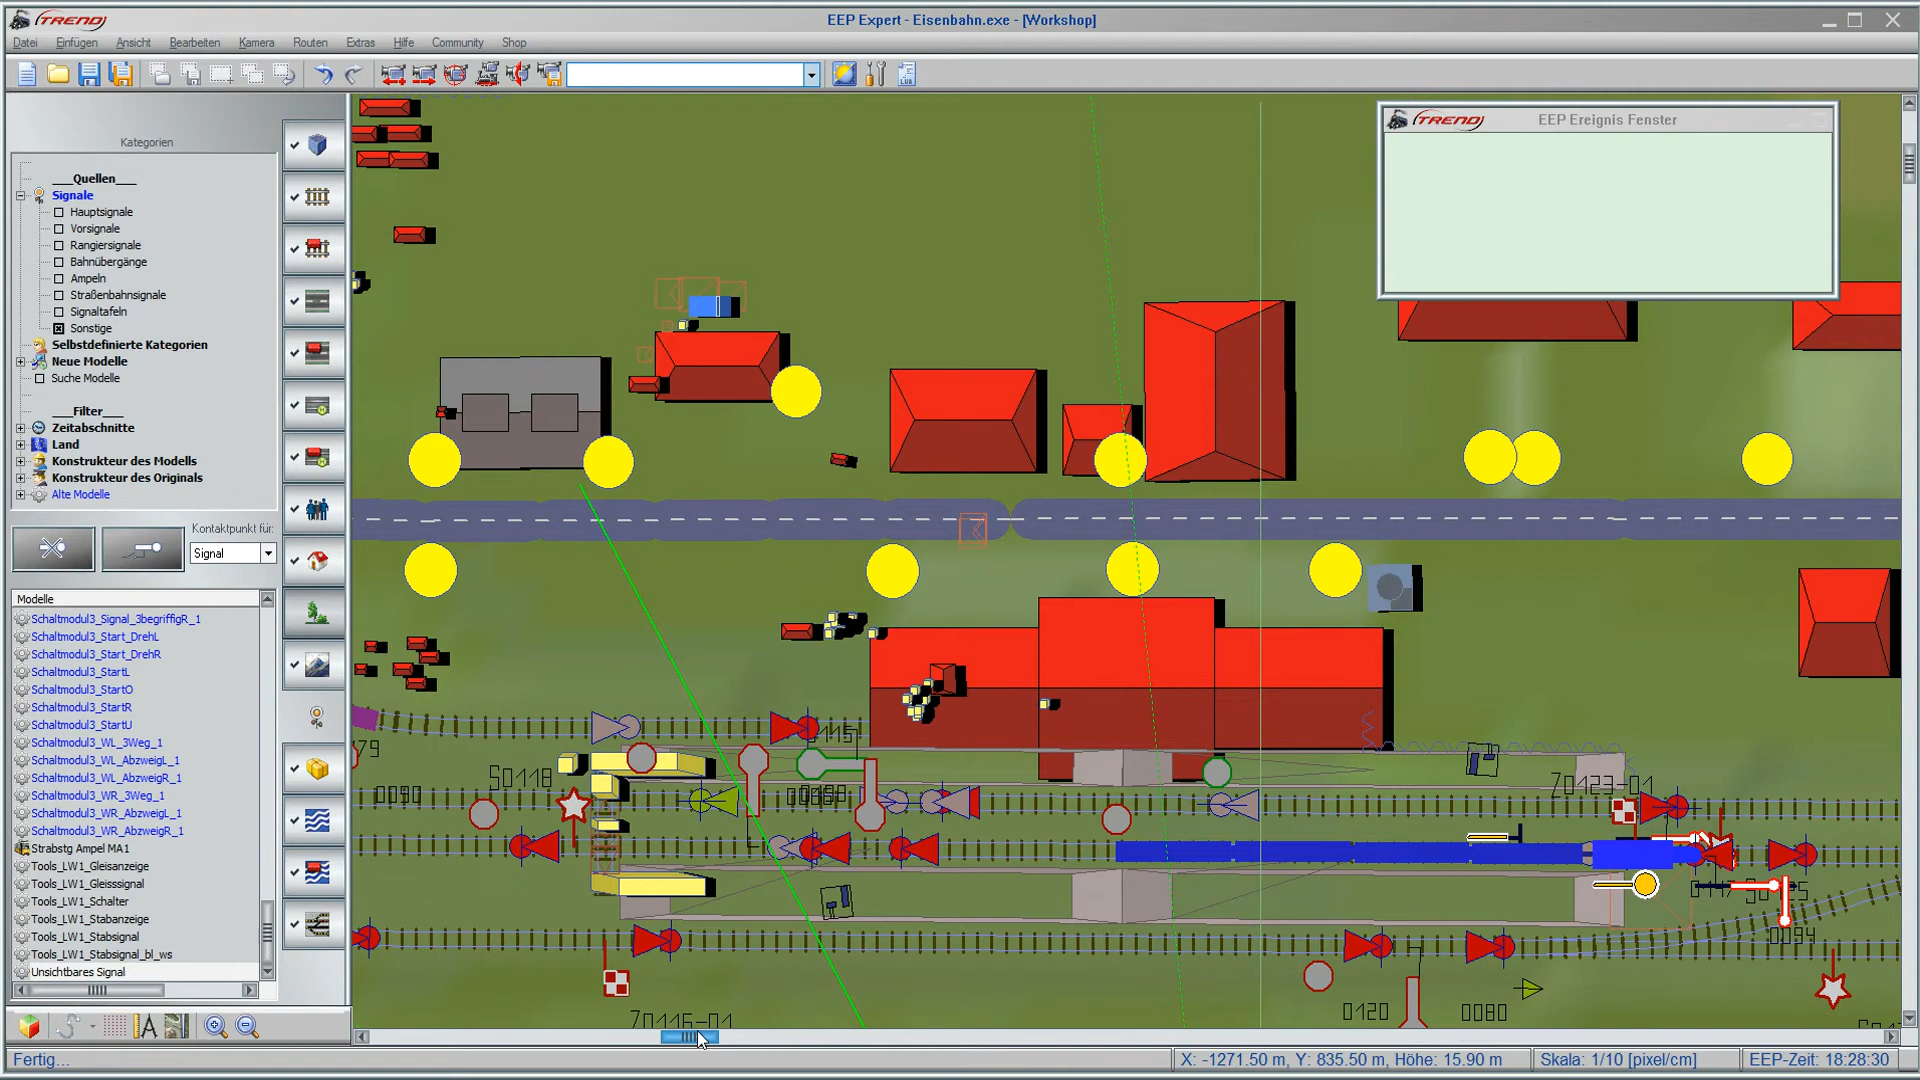 TREND
EEP Expert - Eisenbahn.exe - [Workshop]
Datei Einfügen Ansicht Bearbeiten Kamera Routen Extras Hilfe Community Shop
LUA
Kategorien
___Quellen___
Signale
Hauptsignale
Vorsignale
Rangiersignale
Bahnübergänge
Ampeln
Straßenbahnsignale
Signaltafeln
Sonstige
Selbstdefinierte Kategorien
Neue Modelle
Suche Modelle
___Filter___
Zeitabschnitte
Land
Konstrukteur des Modells
Konstrukteur des Originals
Alte Modelle
Kontaktpunkt für:
Signal
Modelle
Schaltmodul3_Signal_3begriffigR_1
Schaltmodul3_Start_DrehL
Schaltmodul3_Start_DrehR
Schaltmodul3_StartL
Schaltmodul3_StartO
Schaltmodul3_StartR
Schaltmodul3_StartU
Schaltmodul3_WL_3Weg_1
Schaltmodul3_WL_AbzweigL_1
Schaltmodul3_WL_AbzweigR_1
Schaltmodul3_WR_3Weg_1
Schaltmodul3_WR_AbzweigL_1
Schaltmodul3_WR_AbzweigR_1
Strabstg Ampel MA1
Tools_LW1_Gleisanzeige
Tools_LW1_Gleissignal
Tools_LW1_Schalter
Tools_LW1_Stabanzeige
Tools_LW1_Stabsignal
Tools_LW1_Stabsignal_bl_ws
Unsichtbares Signal
TREND
EEP Ereignis Fenster
79
S0118
0090
Z0123-01
0094
0120
0080
Z0116-01
Fertig...
X: -1271.50 m, Y: 835.50 m, Höhe: 15.90 m
Skala: 1/10 [pixel/cm]
EEP-Zeit: 18:28:30